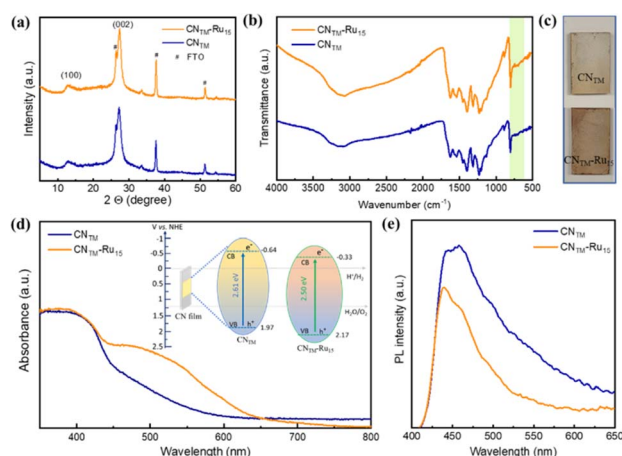 (a)
CN_TM-Ru_15
CN_TM
# FTO
(002)
(100)
#
#
#
Intensity (a.u.)
10 20 30 40 50 60
2 Θ (degree)
(b)
CN_TM-Ru_15
CN_TM
Transmittance (a.u.)
4000 3500 3000 2500 2000 1500 1000 500
Wavenumber (cm⁻¹)
(c)
CN_TM
CN_TM-Ru_15
(d)
CN_TM
CN_TM-Ru_15
V vs. NHE
-1
-0.5
0
0.5
1
1.5
2
2.5
CN film
e⁻
-0.64
CB
2.61 eV
VB
h⁺
1.97
CN_TM
e⁻
-0.33
CB
2.50 eV
VB
h⁺
2.17
CN_TM-Ru_15
H⁺/H₂
H₂O/O₂
Absorbance (a.u.)
400 500 600 700 800
Wavelength (nm)
(e)
CN_TM
CN_TM-Ru_15
PL intensity (a.u.)
400 450 500 550 600 650
Wavelength (nm)